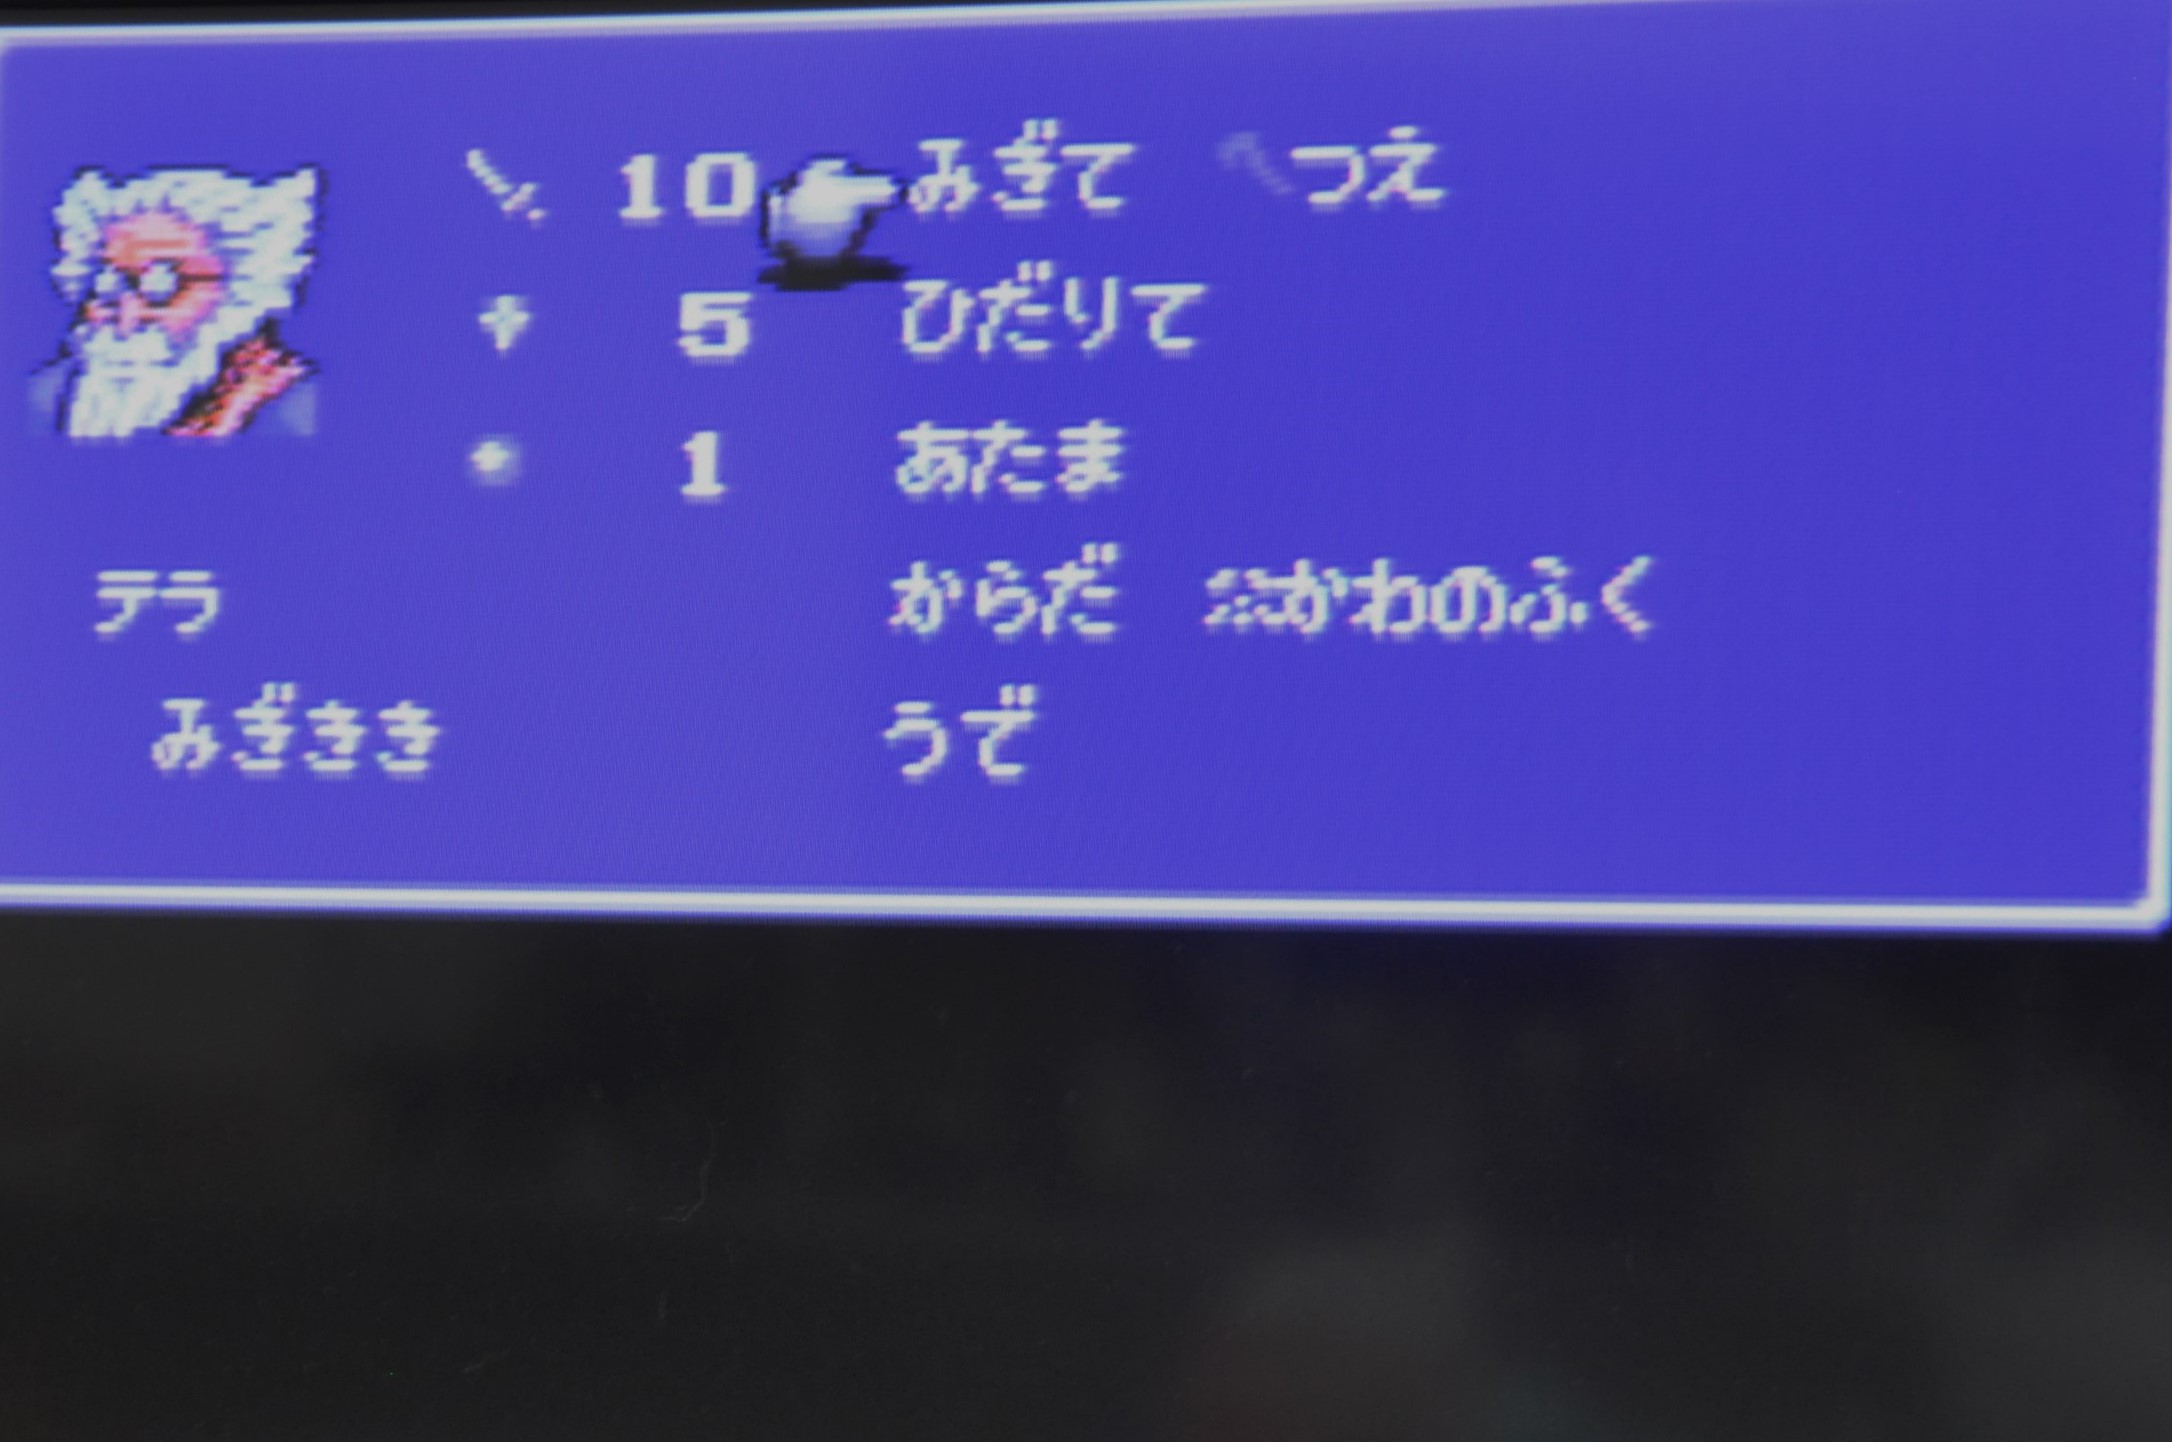 10 みぎて つえ
5 ひだりて
1 あたま
テラ からだ かわのふく
みぎきき うで